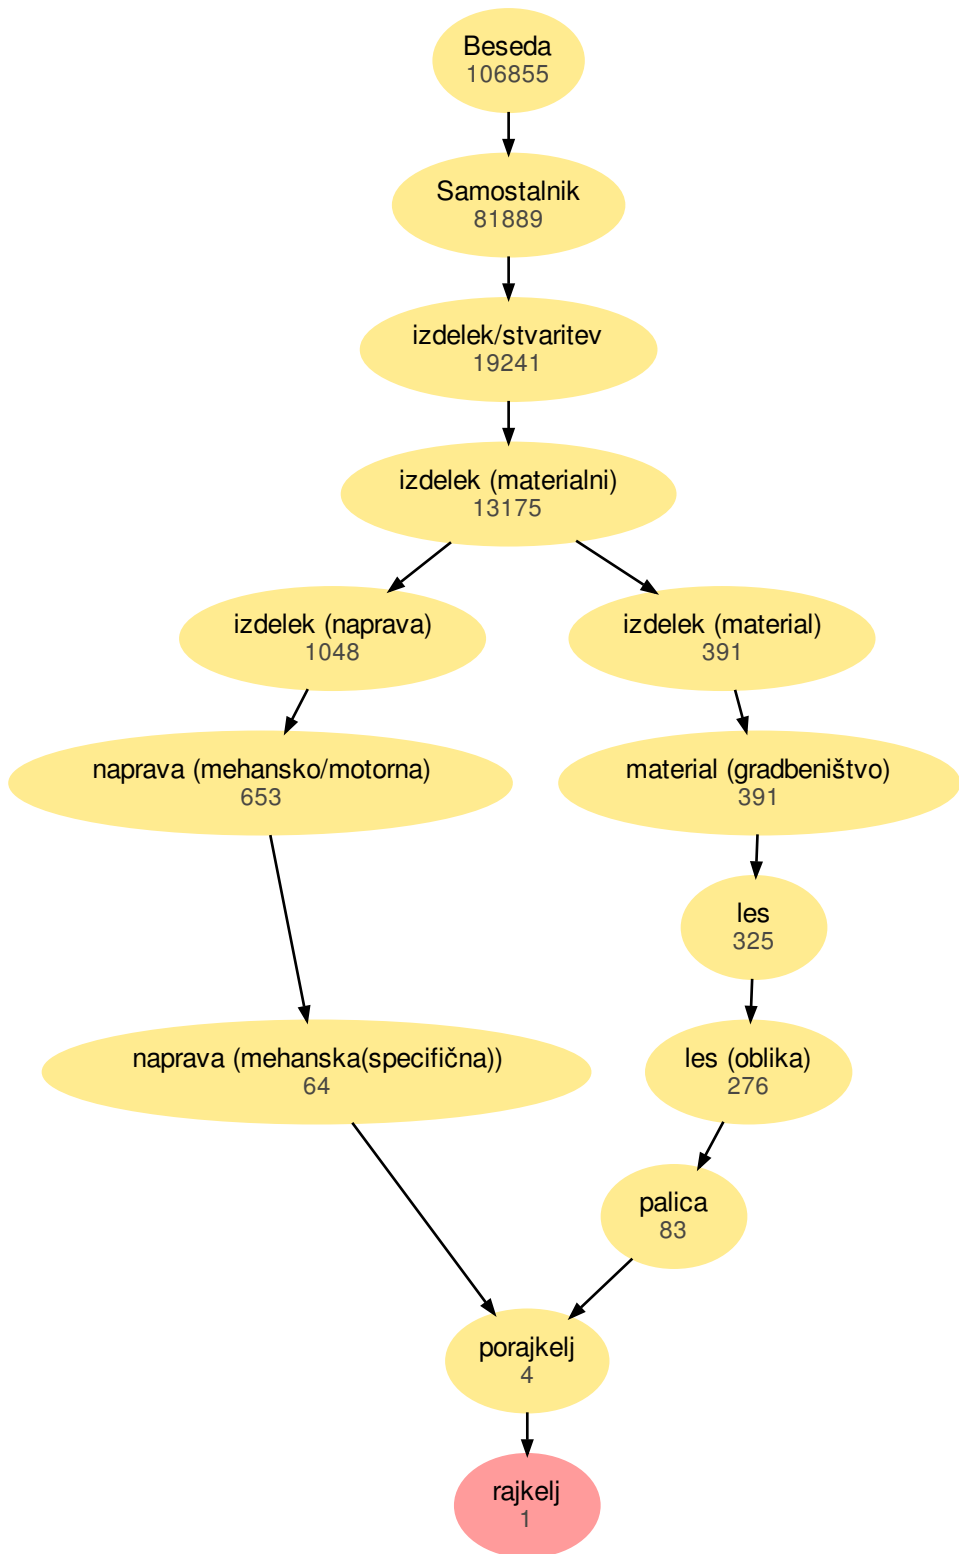 Beseda
106855
Samostalnik
81889
izdelek/stvaritev
19241
izdelek (materialni)
13175
izdelek (naprava)
1048
izdelek (material)
391
naprava (mehansko/motorna)
653
material (gradbeništvo)
391
les
325
naprava (mehanska(specifična))
64
les (oblika)
276
palica
83
porajkelj
4
rajkelj
1